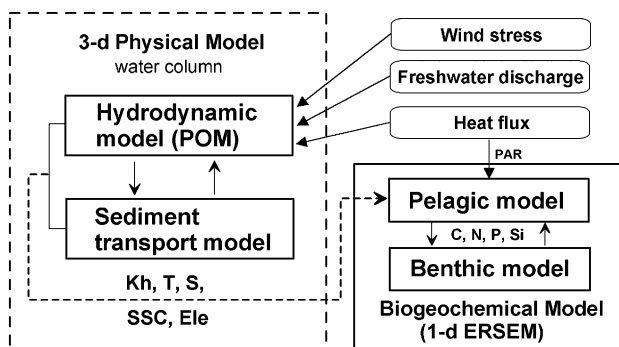 3-d Physical Model
water column
Hydrodynamic
model (POM)
Sediment
transport model
Kh, T, S,
SSC, Ele
Wind stress
Freshwater discharge
Heat flux
PAR
Pelagic model
C, N, P, Si
Benthic model
Biogeochemical Model
(1-d ERSEM)